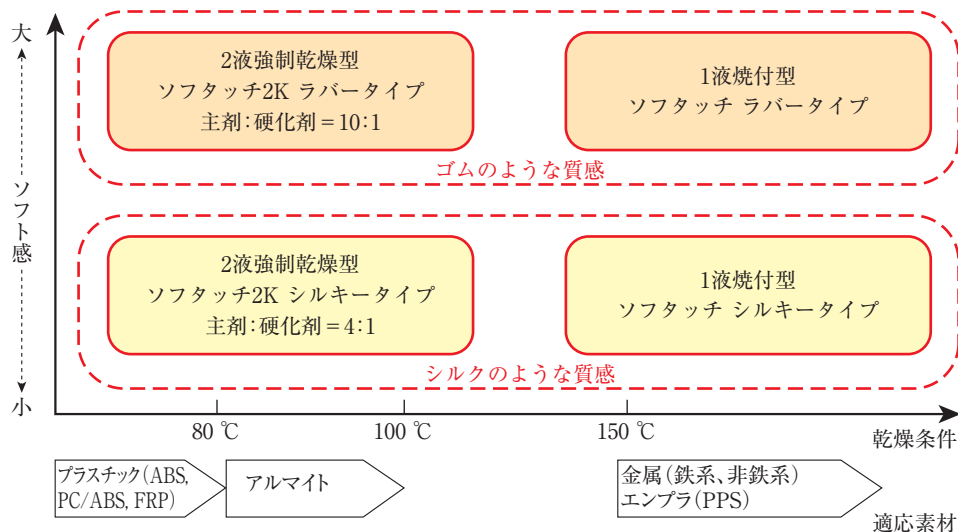 大
ソフト感
小
2液強制乾燥型
ソフタッチ2K ラバータイプ
主剤:硬化剤=10:1
1液焼付型
ソフタッチ ラバータイプ
ゴムのような質感
2液強制乾燥型
ソフタッチ2K シルキータイプ
主剤:硬化剤=4:1
1液焼付型
ソフタッチ シルキータイプ
シルクのような質感
80 ℃
100 ℃
150 ℃
乾燥条件
プラスチック(ABS,
PC/ABS, FRP)
アルマイト
金属(鉄系、非鉄系)
エンプラ(PPS)
適応素材